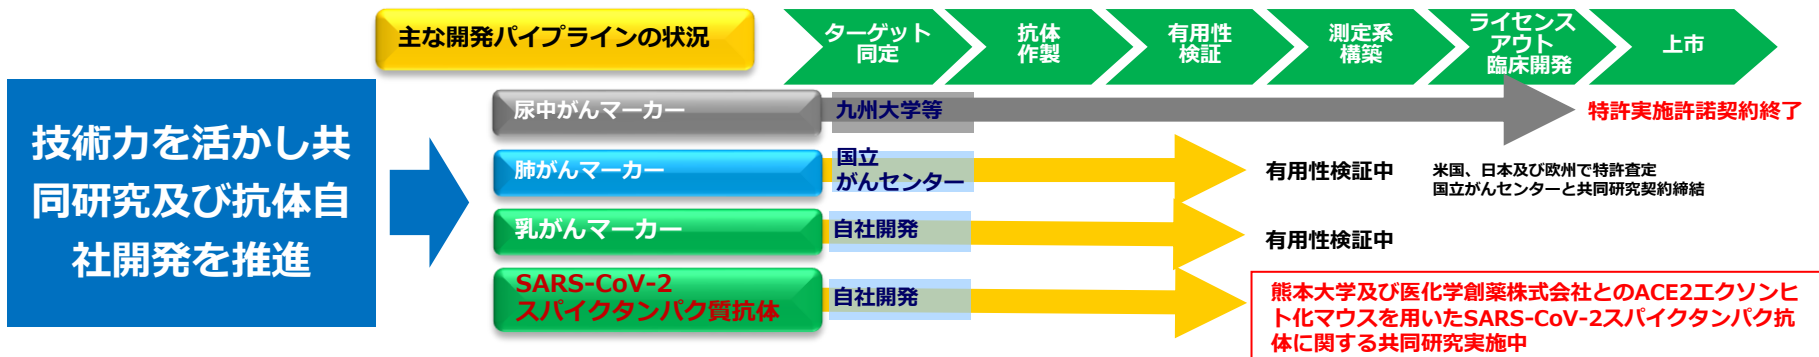 主な開発パイプラインの状況
ターゲット
同定
抗体
作製
有用性
検証
測定系
構築
ライセンス
アウト
臨床開発
上市
技術力を活かし共
同研究及び抗体自
社開発を推進
尿中がんマーカー
九州大学等
特許実施許諾契約終了
肺がんマーカー
国立
がんセンター
有用性検証中
米国、日本及び欧州で特許査定
国立がんセンターと共同研究契約締結
乳がんマーカー
自社開発
有用性検証中
SARS-CoV-2
スパイクタンパク質抗体
自社開発
熊本大学及び医化学創薬株式会社とのACE2エクソンヒ
ト化マウスを用いたSARS-CoV-2スパイクタンパク抗
体に関する共同研究実施中